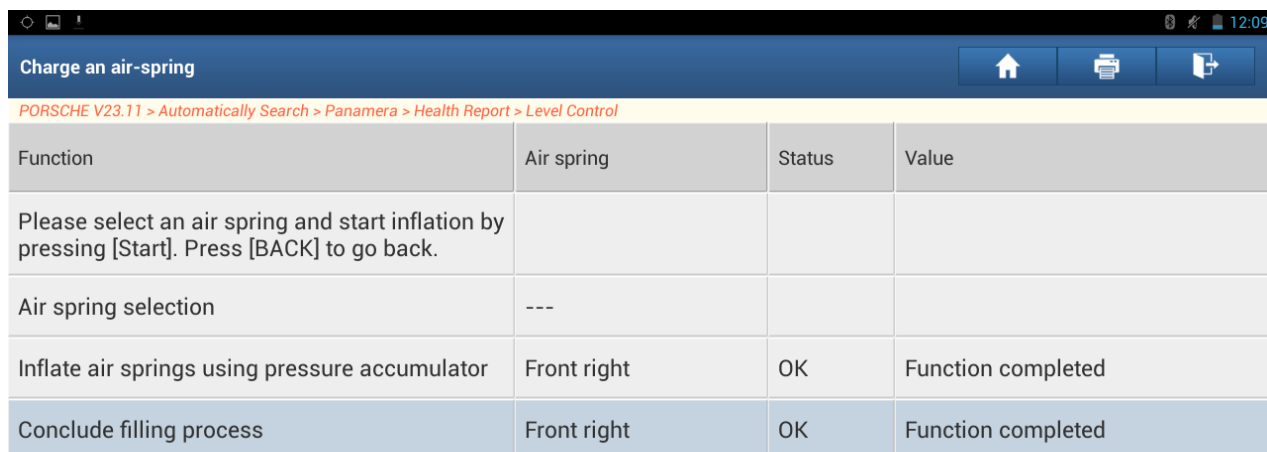 12:09
Charge an air-spring
PORSCHE V23.11 > Automatically Search > Panamera > Health Report > Level Control
Function Air spring Status Value
Please select an air spring and start inflation by
pressing [Start]. Press [BACK] to go back.
Air spring selection ---
Inflate air springs using pressure accumulator Front right OK Function completed
Conclude filling process Front right OK Function completed